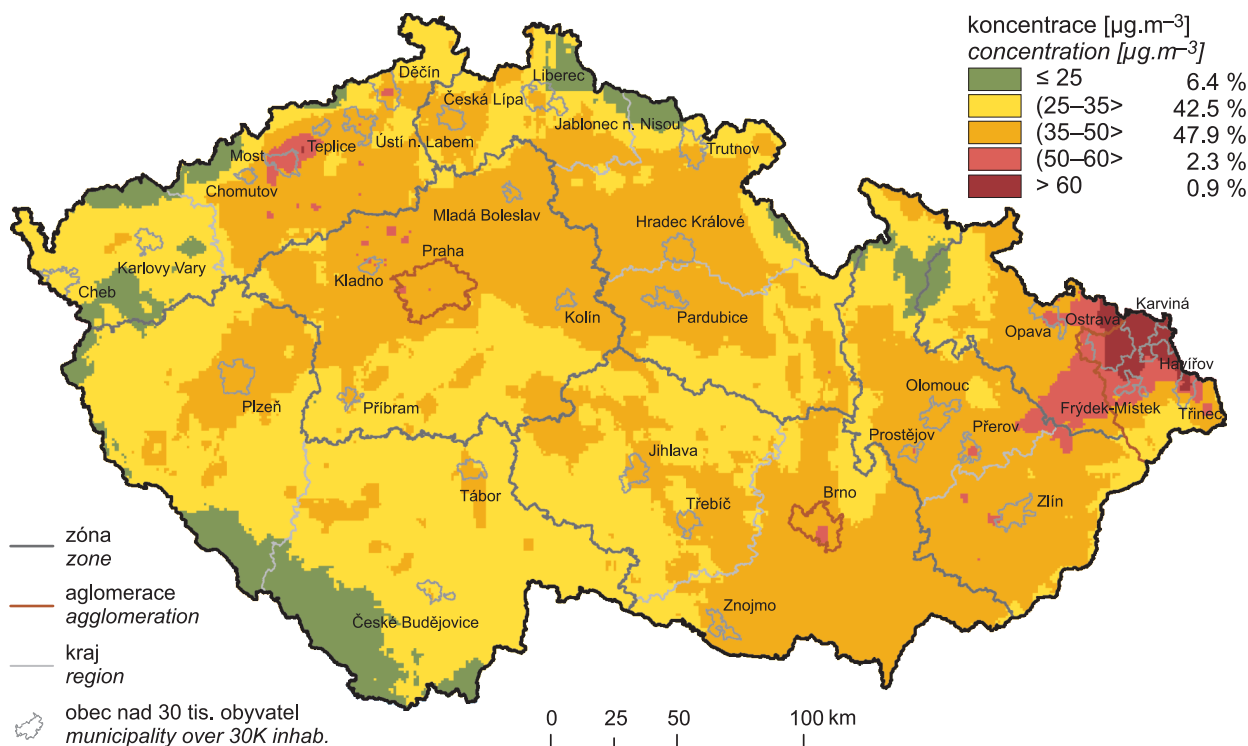 koncentrace [µg.m–3]
concentration [µg.m–3]
≤ 25 6.4 %
(25–35> 42.5 %
(35–50> 47.9 %
(50–60> 2.3 %
> 60 0.9 %
Děčín
Liberec
Česká Lípa
Jablonec n. Nisou
Ústí n. Labem
Teplice
Most
Trutnov
Chomutov
Mladá Boleslav
Hradec Králové
Praha
Karlovy Vary
Kladno
Cheb
Kolín
Pardubice
Karviná
Ostrava
Opava
Havířov
Olomouc
Frýdek-Místek
Třinec
Plzeň
Příbram
Prostějov
Přerov
Jihlava
Tábor
Třebíč
Brno
Zlín
Znojmo
České Budějovice
zóna
zone
aglomerace
agglomeration
kraj
region
obec nad 30 tis. obyvatel
municipality over 30K inhab.
0 25 50 100 km